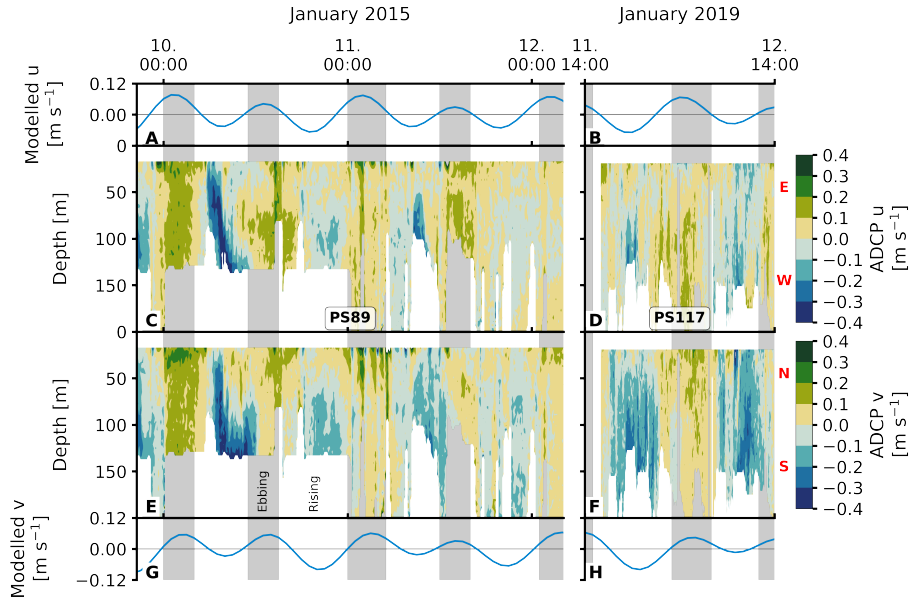 January 2015
January 2019
10.
00:00
11.
00:00
12.
00:00
11.
14:00
12.
14:00
Modelled u
[m s⁻¹]
0.12
0.00
0
A
B
Depth [m]
50
100
150
0
C
PS89
D
PS117
E
W
0.4
0.3
0.2
0.1
0.0
−0.1
−0.2
−0.3
−0.4
ADCP u
[m s⁻¹]
Depth [m]
50
100
150
E
Ebbing
Rising
F
N
S
0.4
0.3
0.2
0.1
0.0
−0.1
−0.2
−0.3
−0.4
ADCP v
[m s⁻¹]
Modelled v
[m s⁻¹]
0.12
0.00
−0.12
G
H